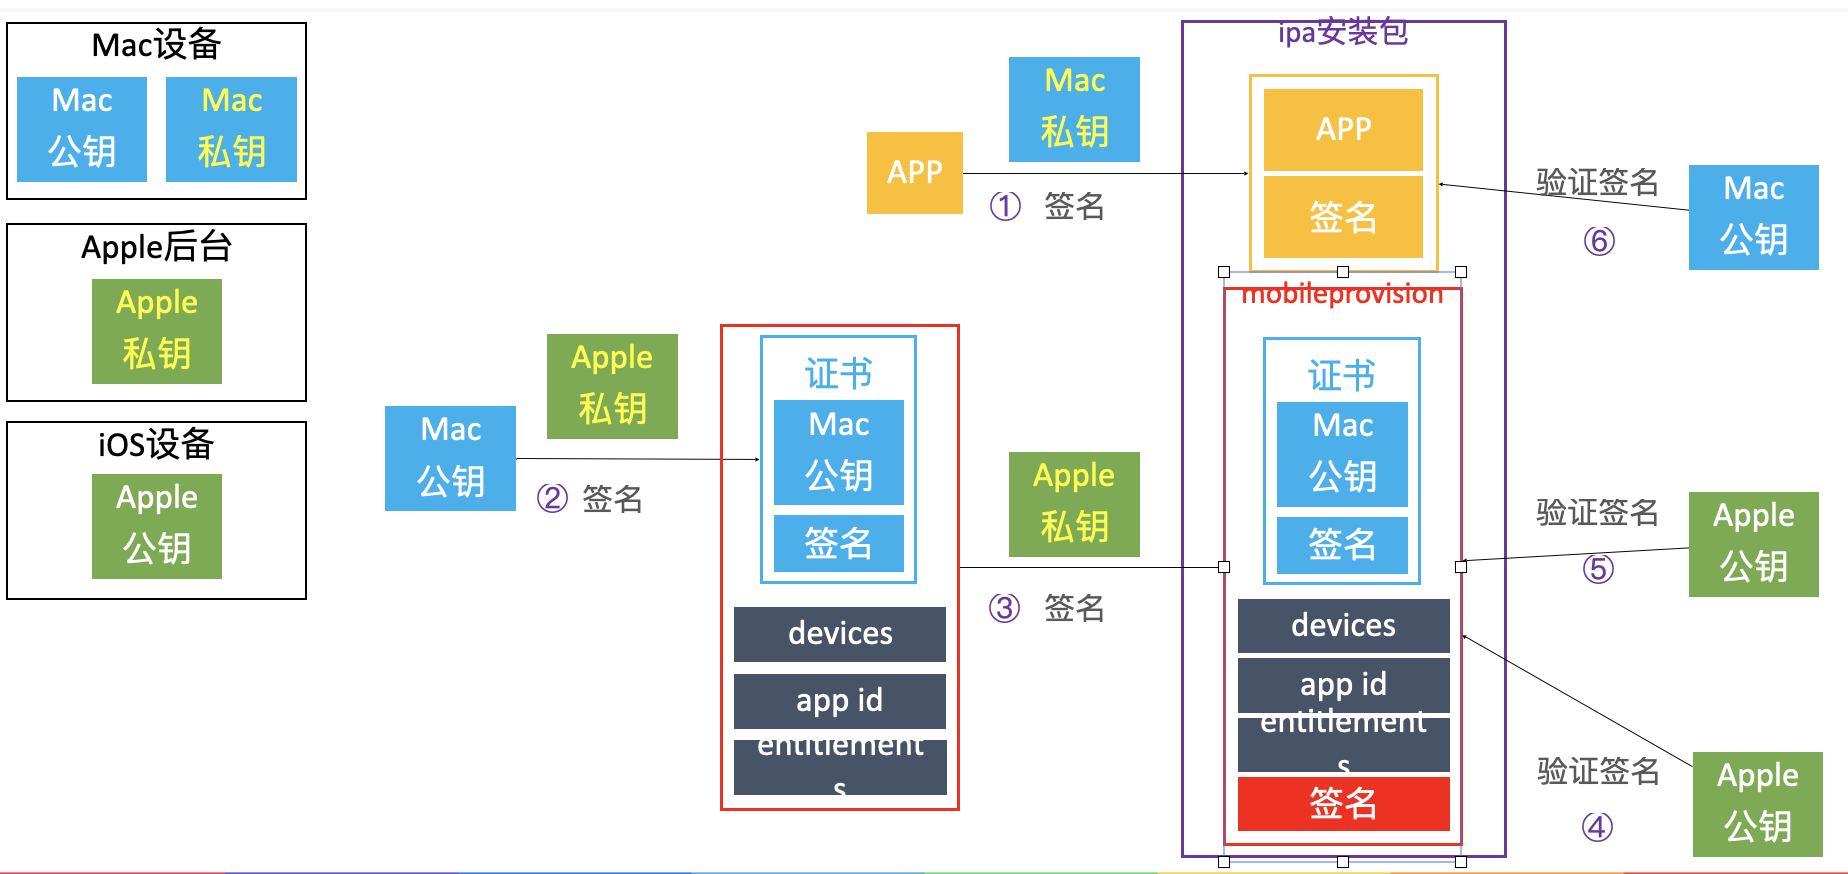 Mac设备
Mac
公钥
Mac
私钥
Apple后台
Apple
私钥
iOS设备
Apple
公钥
APP
Mac
私钥
① 签名
Mac
公钥
Apple
私钥
② 签名
证书
Mac
公钥
签名
devices
app id
entitlement
s
Apple
私钥
③ 签名
ipa安装包
APP
签名
mobileprovision
证书
Mac
公钥
签名
devices
app id
entitlement
s
签名
验证签名
⑥
Mac
公钥
验证签名
⑤
Apple
公钥
验证签名
④
Apple
公钥